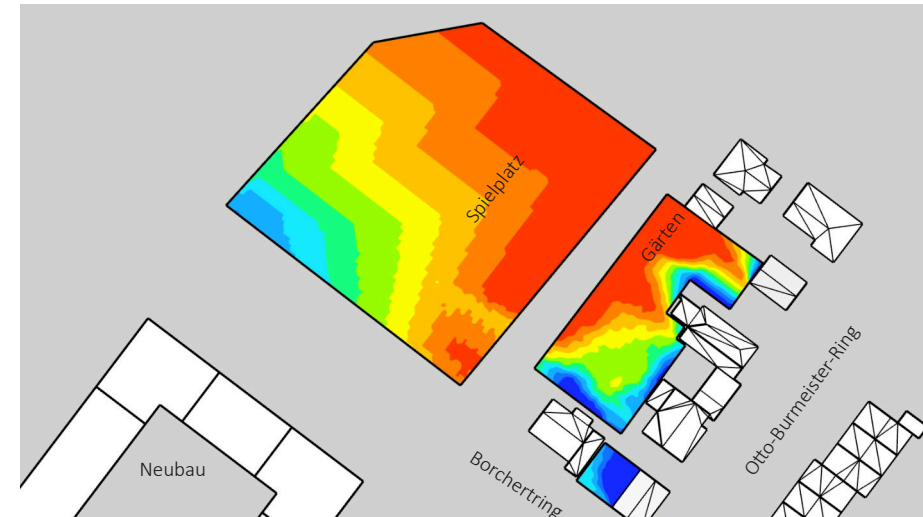 Spielplatz
Gärten
Otto-Burmeister-Ring
Neubau
Borchertring